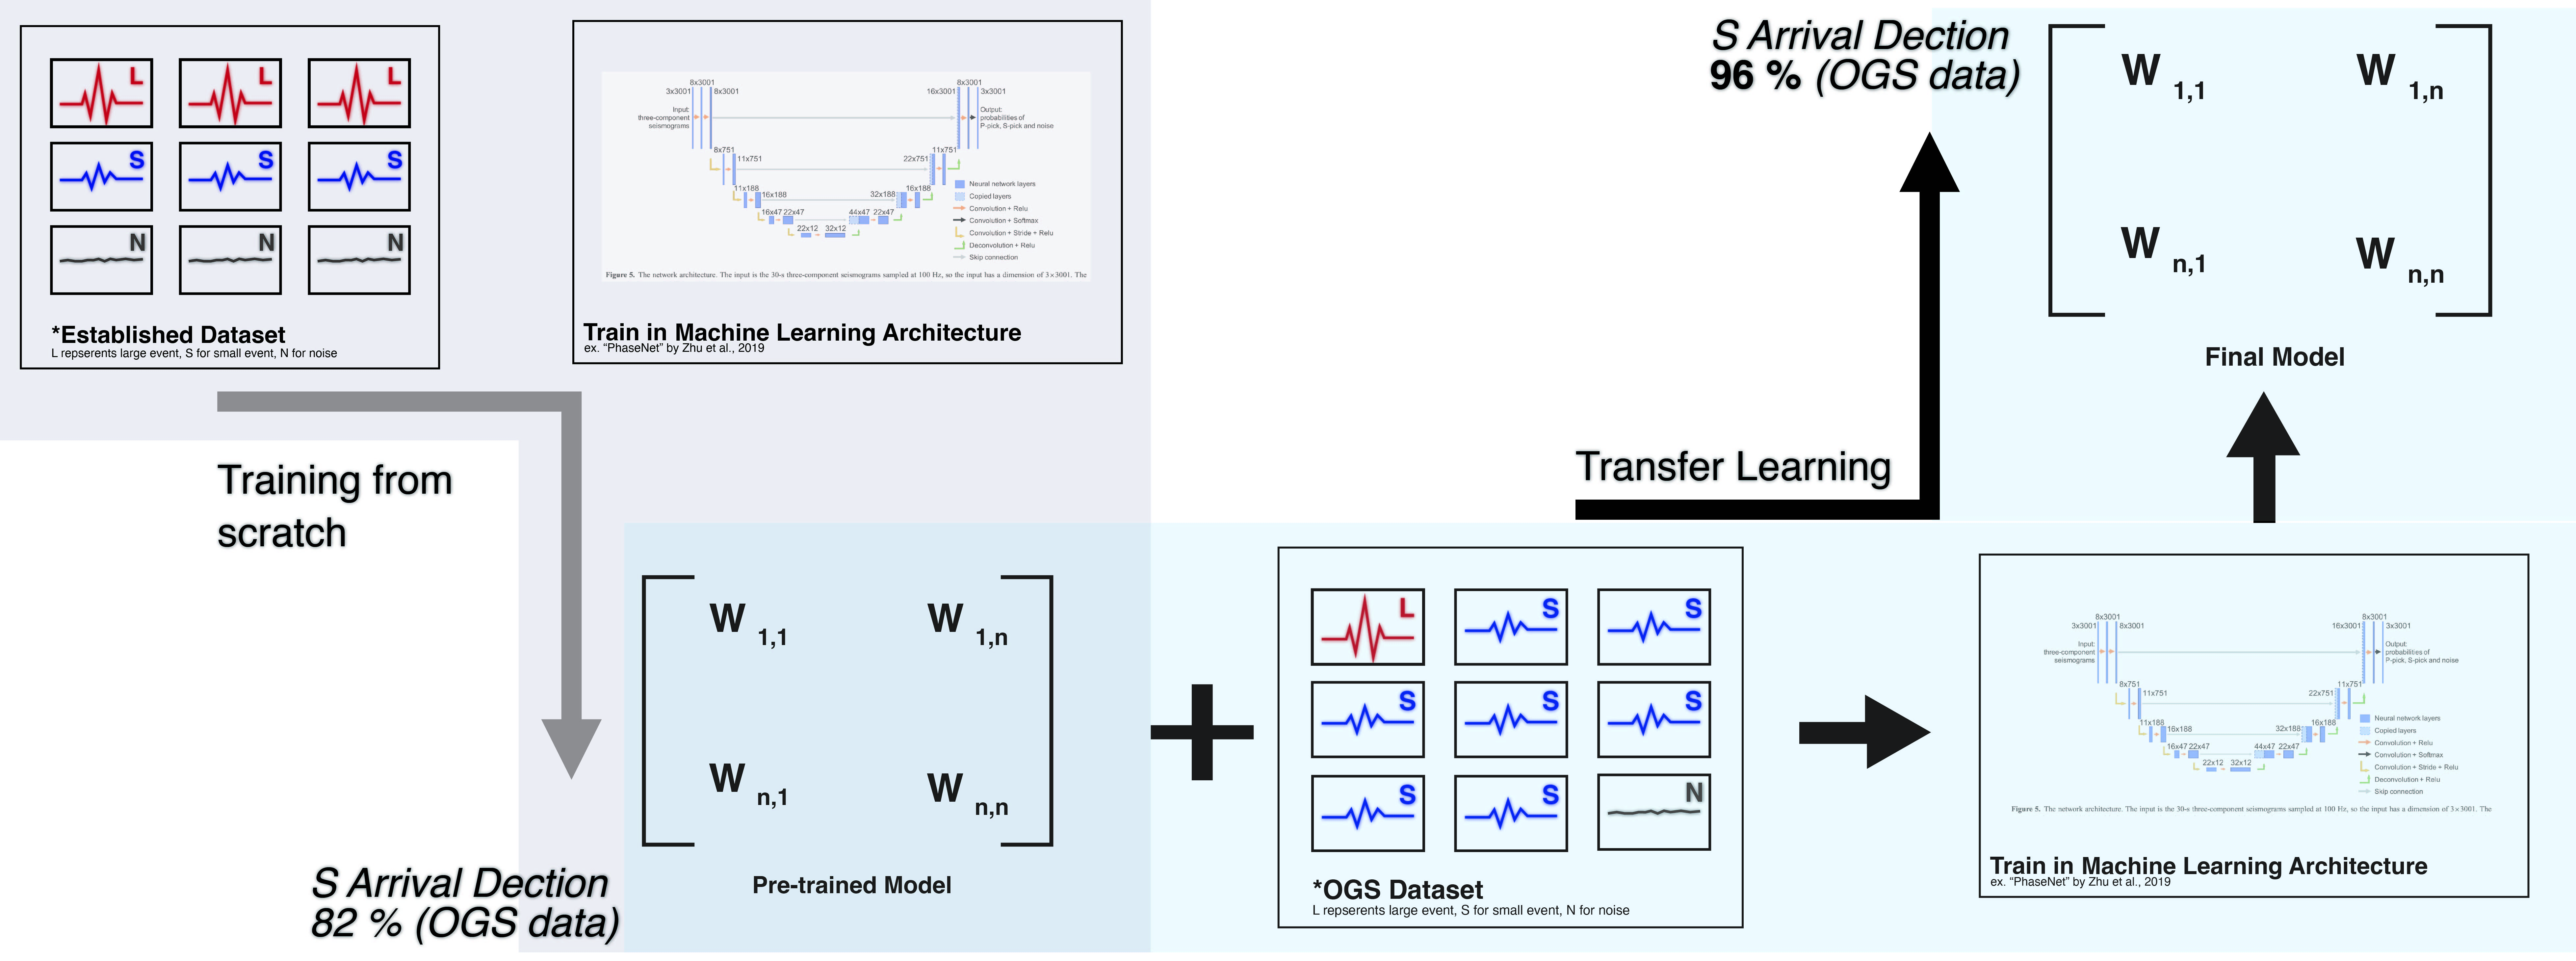 L
L
L
S
S
S
N
N
N
*Established Dataset
L repserents large event, S for small event, N for noise
8x3001
3x3001
8x3001
Input:
three-component
seismograms
8x3001
16x3001
3x3001
Output:
probabilities of
P-pick, S-pick and noise
8x751
11x751
11x751
22x751
11x188
16x188
16x188
32x188
16x47 22x47
44x47 22x47
22x12 32x12
Neural network layers
Copied layers
Convolution + Relu
Convolution + Softmax
Convolution + Stride + Relu
Deconvolution + Relu
Skip connection
Figure 5. The network architecture. The input is the 30-s three-component seismograms sampled at 100 Hz, so the input has a dimension of 3×3001. The
Train in Machine Learning Architecture
ex. “PhaseNet” by Zhu et al., 2019
Training from
scratch
S Arrival Dection
82 % (OGS data)
W 1,1
W 1,n
W n,1
W n,n
Pre-trained Model
L
S
S
S
S
S
S
S
N
*OGS Dataset
L repserents large event, S for small event, N for noise
8x3001
3x3001
8x3001
Input:
three-component
seismograms
8x3001
16x3001
3x3001
Output:
probabilities of
P-pick, S-pick and noise
8x751
11x751
11x751
22x751
11x188
16x188
16x188
32x188
16x47 22x47
44x47 22x47
22x12 32x12
Neural network layers
Copied layers
Convolution + Relu
Convolution + Softmax
Convolution + Stride + Relu
Deconvolution + Relu
Skip connection
Figure 5. The network architecture. The input is the 30-s three-component seismograms sampled at 100 Hz, so the input has a dimension of 3×3001. The
Train in Machine Learning Architecture
ex. “PhaseNet” by Zhu et al., 2019
Transfer Learning
S Arrival Dection
96 % (OGS data)
W 1,1
W 1,n
W n,1
W n,n
Final Model